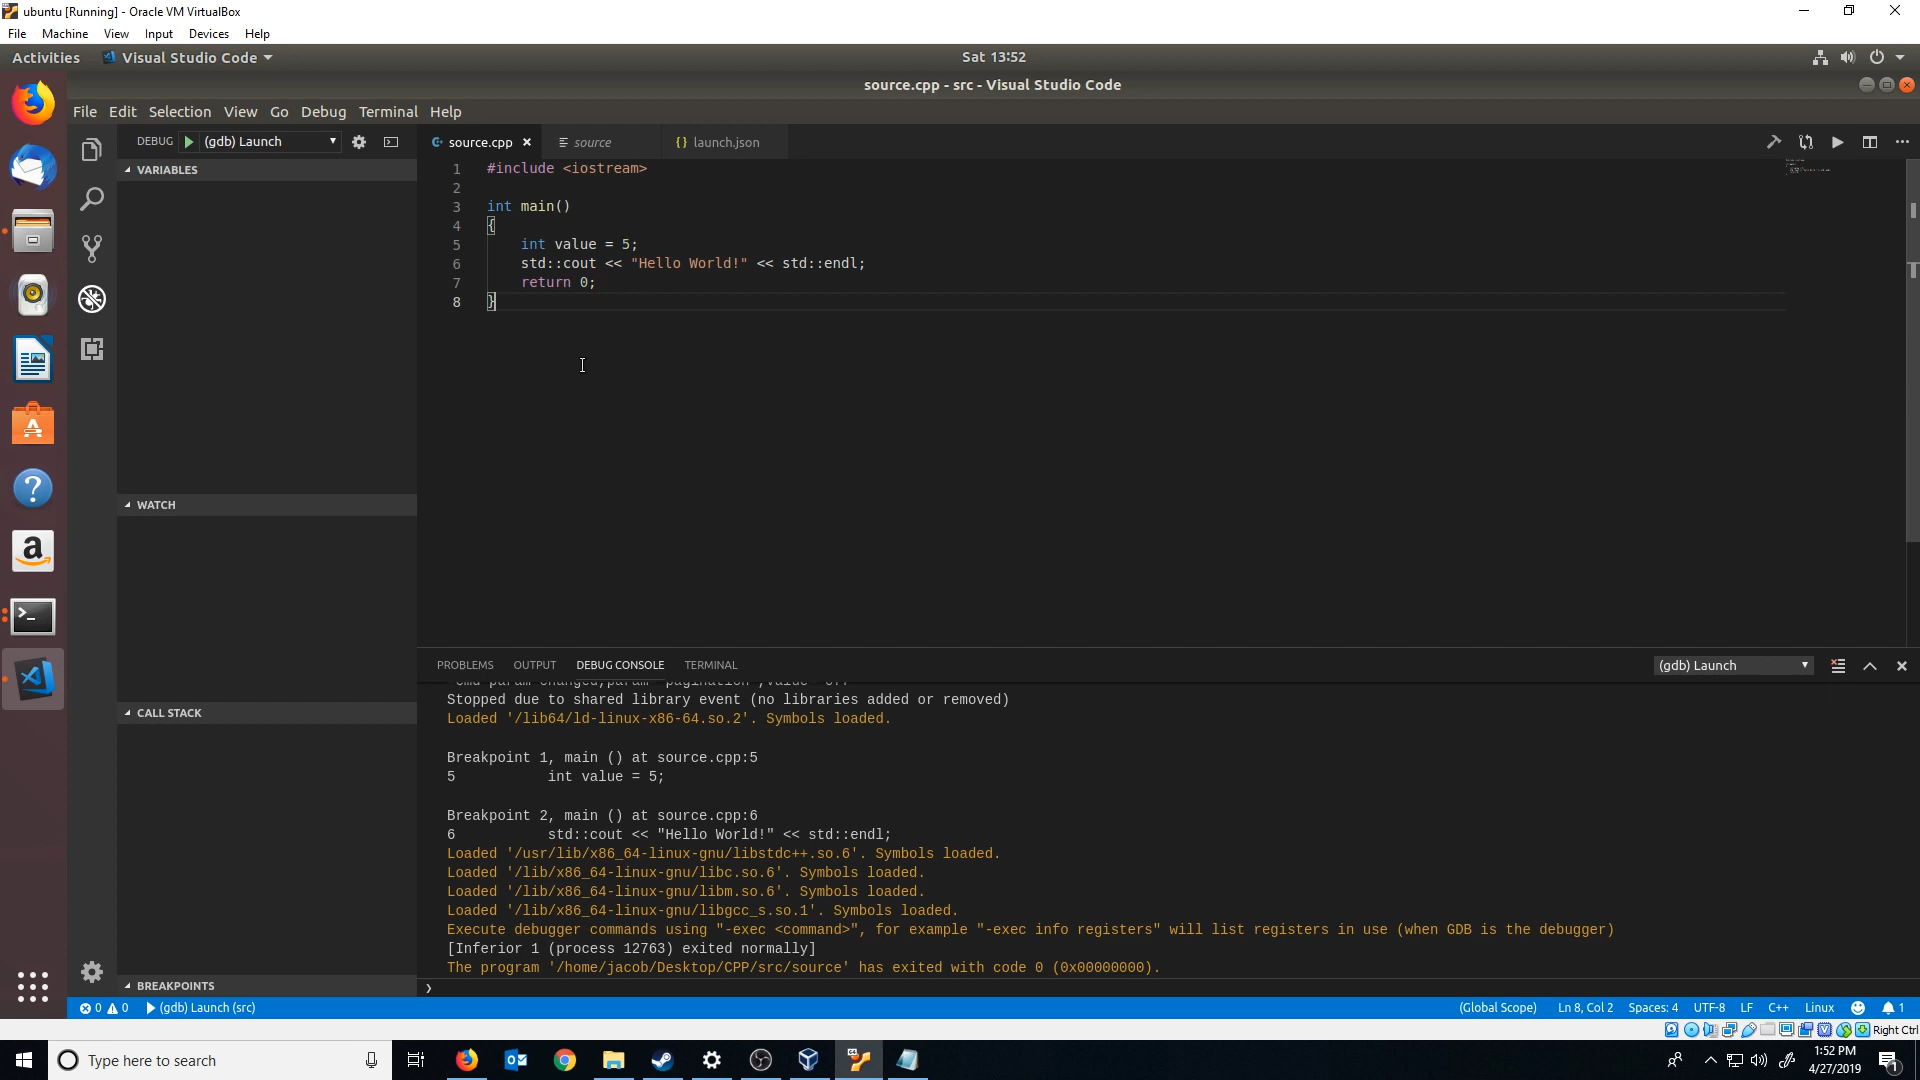 ubuntu [Running] - Oracle VM VirtualBox
File Machine View Input Devices Help
Activities Visual Studio Code Sat 13:52
source.cpp - src - Visual Studio Code
File Edit Selection View Go Debug Terminal Help
DEBUG (gdb) Launch
source.cpp source launch.json
VARIABLES
1 #include <iostream>
2
3 int main()
4 {
5 int value = 5;
6 std::cout << "Hello World!" << std::endl;
7 return 0;
8 }
WATCH
CALL STACK
BREAKPOINTS
PROBLEMS OUTPUT DEBUG CONSOLE TERMINAL (gdb) Launch
Stopped due to shared library event (no libraries added or removed)
Loaded '/lib64/ld-linux-x86-64.so.2'. Symbols loaded.
Breakpoint 1, main () at source.cpp:5
5 int value = 5;
Breakpoint 2, main () at source.cpp:6
6 std::cout << "Hello World!" << std::endl;
Loaded '/usr/lib/x86_64-linux-gnu/libstdc++.so.6'. Symbols loaded.
Loaded '/lib/x86_64-linux-gnu/libc.so.6'. Symbols loaded.
Loaded '/lib/x86_64-linux-gnu/libm.so.6'. Symbols loaded.
Loaded '/lib/x86_64-linux-gnu/libgcc_s.so.1'. Symbols loaded.
Execute debugger commands using "-exec <command>", for example "-exec info registers" will list registers in use (when GDB is the debugger)
[Inferior 1 (process 12763) exited normally]
The program '/home/jacob/Desktop/CPP/src/source' has exited with code 0 (0x00000000).
0 0 (gdb) Launch (src) (Global Scope) Ln 8, Col 2 Spaces: 4 UTF-8 LF C++ Linux 1
Right Ctrl
Type here to search
1:52 PM
4/27/2019
1